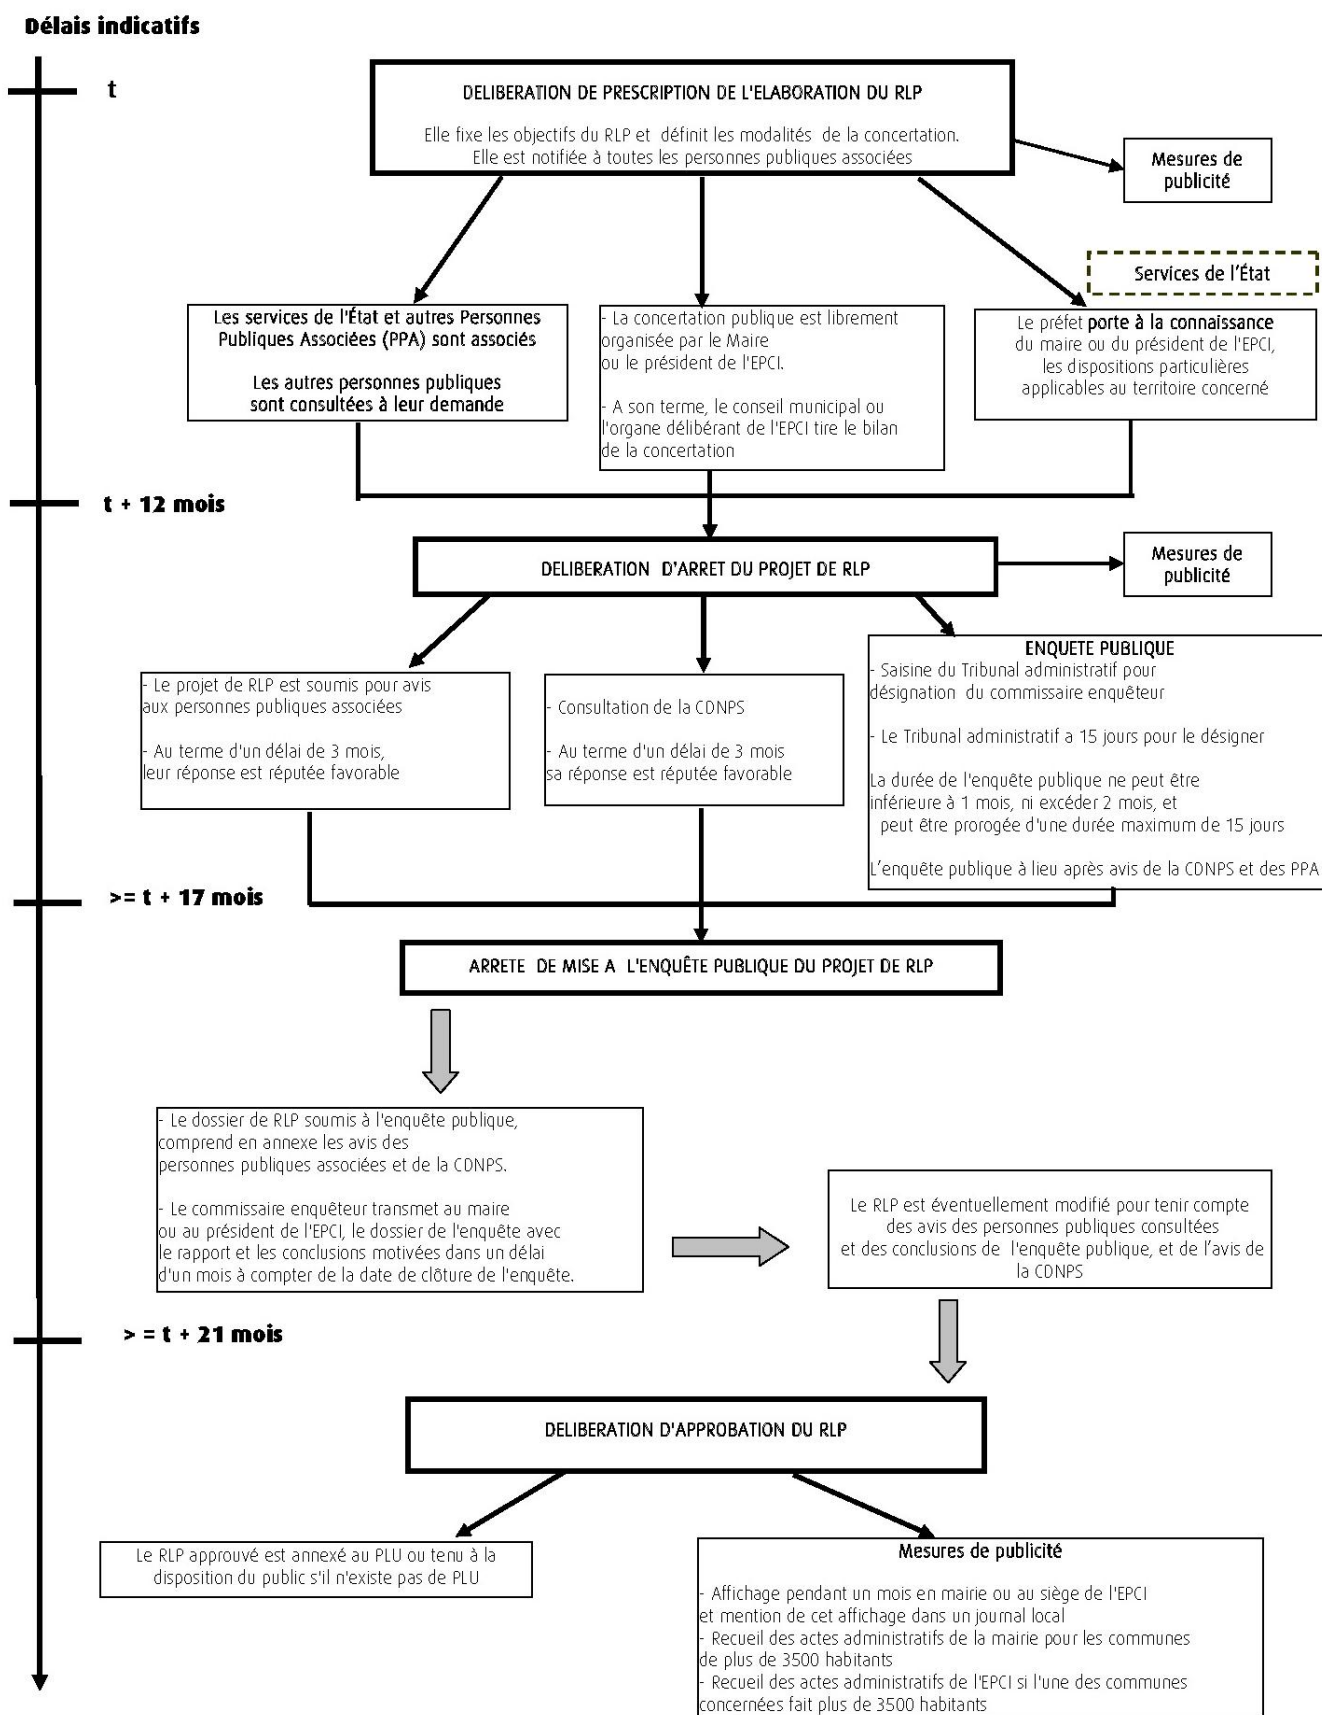 Délais indicatifs
t
DELIBERATION DE PRESCRIPTION DE L'ELABORATION DU RLP
Elle fixe les objectifs du RLP et définit les modalités de la concertation.
Elle est notifiée à toutes les personnes publiques associées
Mesures de
publicité
Services de l'État
Les services de l'État et autres Personnes
Publiques Associées (PPA) sont associés
Les autres personnes publiques
sont consultées à leur demande
- La concertation publique est librement
organisée par le Maire
ou le président de l'EPCI.
- A son terme, le conseil municipal ou
l'organe délibérant de l'EPCI tire le bilan
de la concertation
Le préfet porte à la connaissance
du maire ou du président de l'EPCI,
les dispositions particulières
applicables au territoire concerné
t + 12 mois
DELIBERATION D'ARRET DU PROJET DE RLP
Mesures de
publicité
- Le projet de RLP est soumis pour avis
aux personnes publiques associées
- Au terme d'un délai de 3 mois,
leur réponse est réputée favorable
- Consultation de la CDNPS
- Au terme d'un délai de 3 mois
sa réponse est réputée favorable
ENQUETE PUBLIQUE
- Saisine du Tribunal administratif pour
désignation du commissaire enquêteur
- Le Tribunal administratif a 15 jours pour le désigner
La durée de l'enquête publique ne peut être
inférieure à 1 mois, ni excéder 2 mois, et
peut être prorogée d'une durée maximum de 15 jours
L'enquête publique à lieu après avis de la CDNPS et des PPA
>= t + 17 mois
ARRETE DE MISE A L'ENQUÊTE PUBLIQUE DU PROJET DE RLP
- Le dossier de RLP soumis à l'enquête publique,
comprend en annexe les avis des
personnes publiques associées et de la CDNPS.
- Le commissaire enquêteur transmet au maire
ou au président de l'EPCI, le dossier de l'enquête avec
le rapport et les conclusions motivées dans un délai
d'un mois à compter de la date de clôture de l'enquête.
Le RLP est éventuellement modifié pour tenir compte
des avis des personnes publiques consultées
et des conclusions de l'enquête publique, et de l'avis de
la CDNPS
> = t + 21 mois
DELIBERATION D'APPROBATION DU RLP
Le RLP approuvé est annexé au PLU ou tenu à la
disposition du public s'il n'existe pas de PLU
Mesures de publicité
- Affichage pendant un mois en mairie ou au siège de l'EPCI
et mention de cet affichage dans un journal local
- Recueil des actes administratifs de la mairie pour les communes
de plus de 3500 habitants
- Recueil des actes administratifs de l'EPCI si l'une des communes
concernées fait plus de 3500 habitants